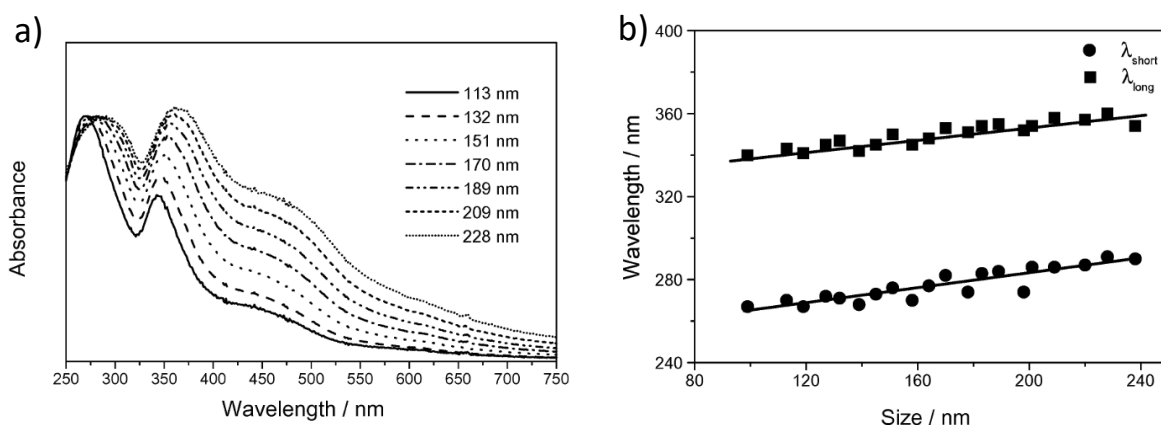 a)
Absorbance
113 nm
132 nm
151 nm
170 nm
189 nm
209 nm
228 nm
250 300 350 400 450 500 550 600 650 700 750
Wavelength / nm
b)
Wavelength / nm
400
360
320
280
240
λshort
λlong
80 120 160 200 240
Size / nm